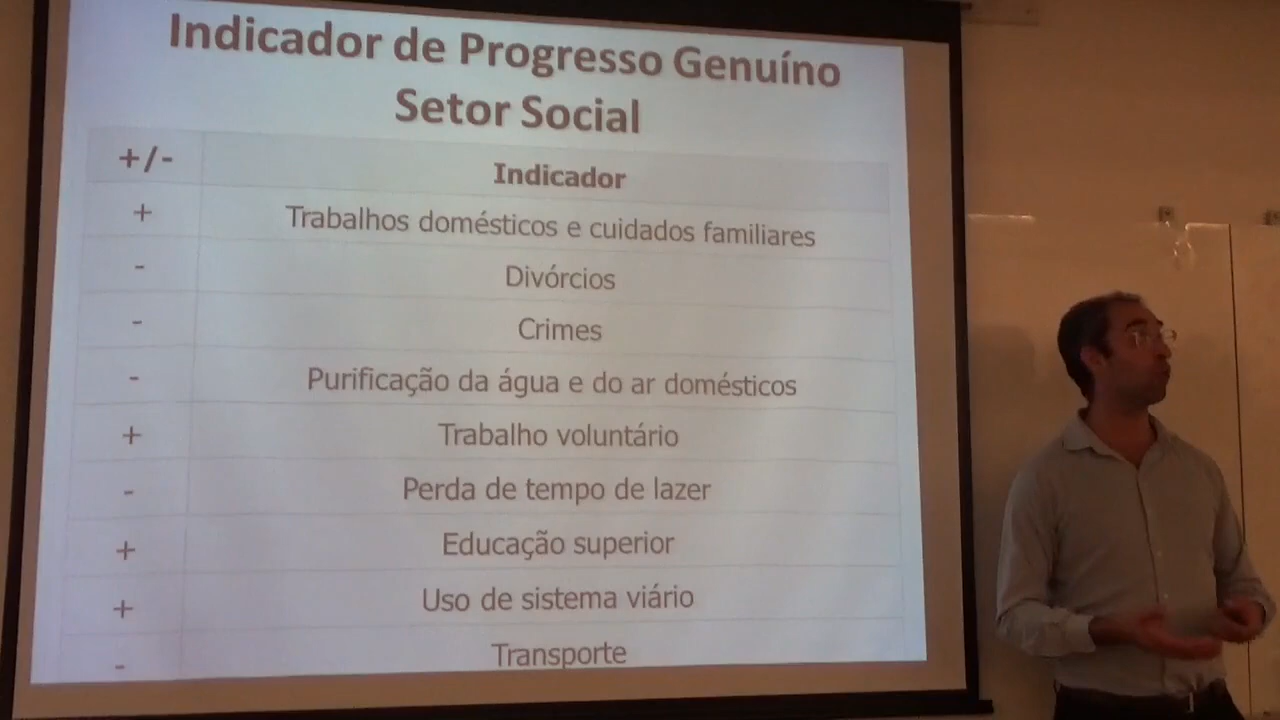 Indicador de Progresso Genuíno
Setor Social
+/- Indicador
+ Trabalhos domésticos e cuidados familiares
- Divórcios
- Crimes
- Purificação da água e do ar domésticos
+ Trabalho voluntário
- Perda de tempo de lazer
+ Educação superior
+ Uso de sistema viário
- Transporte